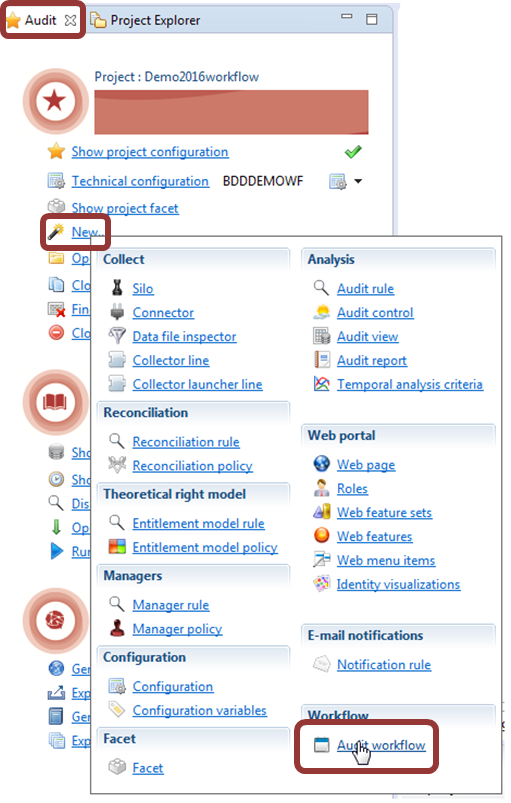 Audit
Project Explorer
Project : Demo2016workflow
Show project configuration
Technical configuration BDDDEMOWF
Show project facet
New...
Op
Clo
Fin
Clo
Sho
Sho
Dis
Op
Run
Gen
Exp
Gen
Exp
Collect
Silo
Connector
Data file inspector
Collector line
Collector launcher line
Reconciliation
Reconciliation rule
Reconciliation policy
Theoretical right model
Entitlement model rule
Entitlement model policy
Managers
Manager rule
Manager policy
Configuration
Configuration
Configuration variables
Facet
Facet
Analysis
Audit rule
Audit control
Audit view
Audit report
Temporal analysis criteria
Web portal
Web page
Roles
Web feature sets
Web features
Web menu items
Identity visualizations
E-mail notifications
Notification rule
Workflow
Audit workflow